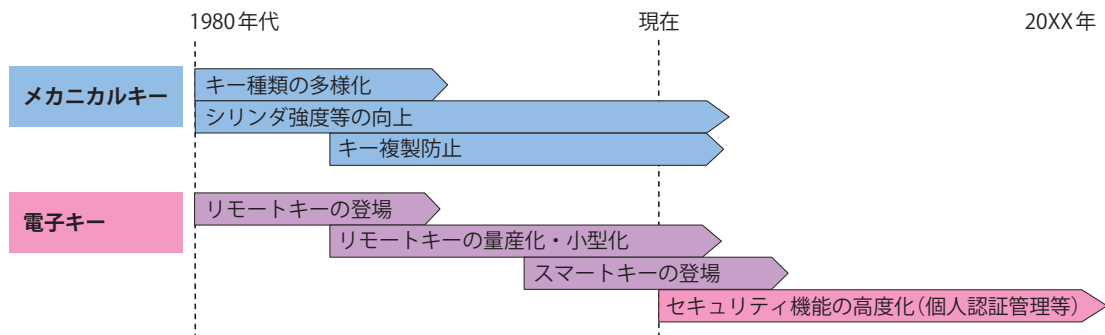 1980年代 現在 20XX年
メカニカルキー
キー種類の多様化
シリンダ強度等の向上
キー複製防止
電子キー
リモートキーの登場
リモートキーの量産化・小型化
スマートキーの登場
セキュリティ機能の高度化(個人認証管理等)